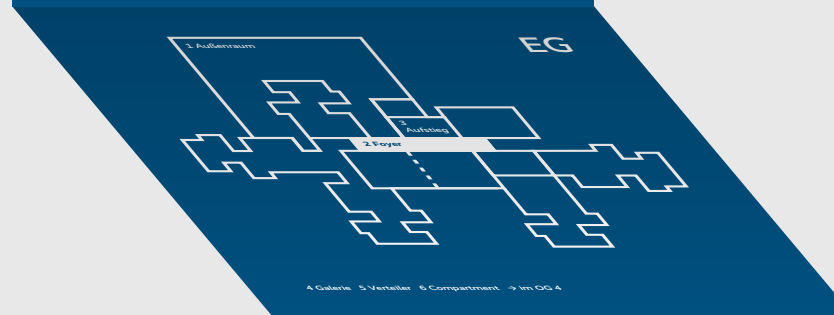 EG
1 Außenraum
3
Aufstieg
2 Foyer
4 Galerie 5 Verteiler 6 Compartment → im OG 4